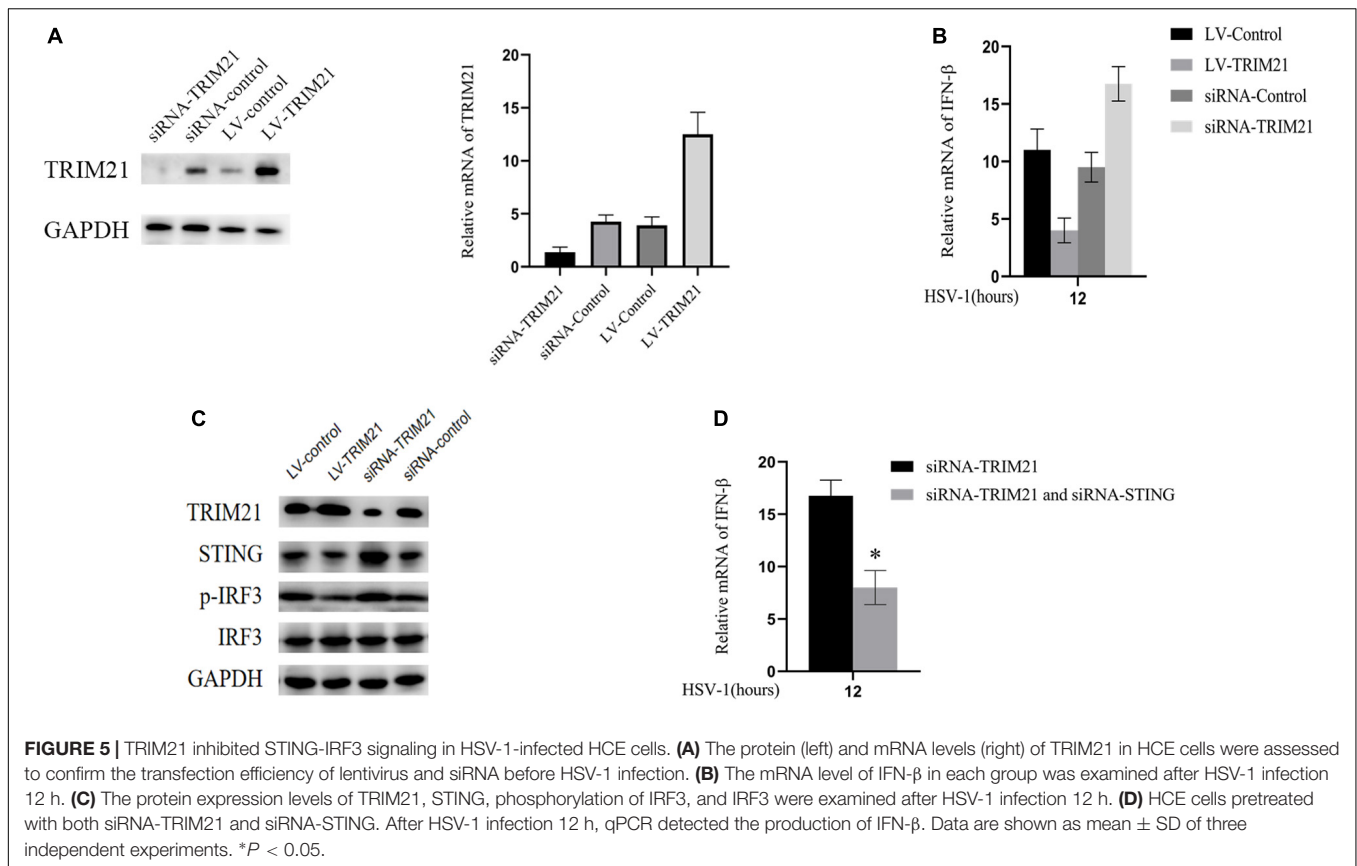 A
siRNA-TRIM21
siRNA-control
LV-control
LV-TRIM21
TRIM21
GAPDH
Relative mRNA of TRIM21
20
15
10
5
0
siRNA-TRIM21
siRNA-Control
LV-Control
LV-TRIM21
B
Relative mRNA of IFN-β
20
15
10
5
0
HSV-1(hours)
12
LV-Control
LV-TRIM21
siRNA-Control
siRNA-TRIM21
C
LV-control
LV-TRIM21
siRNA-TRIM21
siRNA-control
TRIM21
STING
p-IRF3
IRF3
GAPDH
D
Relative mRNA of IFN-β
20
15
10
5
0
*
HSV-1(hours)
12
siRNA-TRIM21
siRNA-TRIM21 and siRNA-STING
FIGURE 5 | TRIM21 inhibited STING-IRF3 signaling in HSV-1-infected HCE cells. (A) The protein (left) and mRNA levels (right) of TRIM21 in HCE cells were assessed
to confirm the transfection efficiency of lentivirus and siRNA before HSV-1 infection. (B) The mRNA level of IFN-β in each group was examined after HSV-1 infection
12 h. (C) The protein expression levels of TRIM21, STING, phosphorylation of IRF3, and IRF3 were examined after HSV-1 infection 12 h. (D) HCE cells pretreated
with both siRNA-TRIM21 and siRNA-STING. After HSV-1 infection 12 h, qPCR detected the production of IFN-β. Data are shown as mean ± SD of three
independent experiments. *P < 0.05.